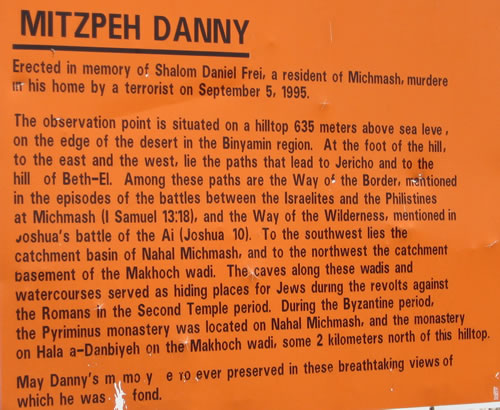 MITZPEH DANNY
Erected in memory of Shalom Daniel Frei, a resident of Michmash, murdere
in his home by a terrorist on September 5, 1995.
The observation point is situated on a hilltop 635 meters above sea leve,
on the edge of the desert in the Binyamin region. At the foot of the hill,
to the east and the west, lie the paths that lead to Jericho and to the
hill of Beth-El. Among these paths are the Way of the Border, mentioned
in the episodes of the battles between the Israelites and the Philistines
at Michmash (I Samuel 13:18), and the Way of the Wilderness, mentioned in
Joshua's battle of the Ai (Joshua 10). To the southwest lies the
catchment basin of Nahal Michmash, and to the northwest the catchment
basement of the Makhoch wadi. The caves along these wadis and
watercourses served as hiding places for Jews during the revolts against
the Romans in the Second Temple period. During the Byzantine period,
the Pyriminus monastery was located on Nahal Michmash, and the monastery
on Hala a-Danbiyeh on the Makhoch wadi, some 2 kilometers north of this hilltop.
May Danny's ever preserved in these breathtaking views of
which he was fond.